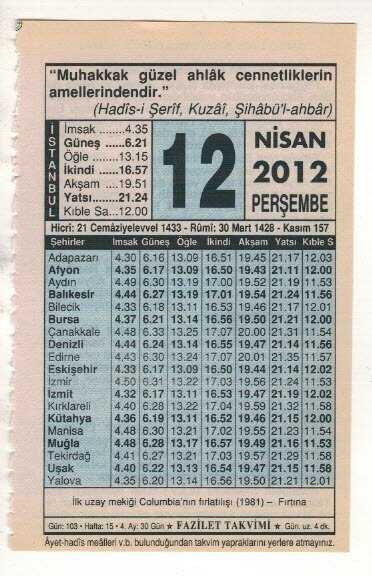 “Muhakkak güzel ahlâk cennetliklerin
amellerindendir.”
(Hadîs-i Şerîf, Kuzâî, Şihâbü'l-ahbâr)
İSTANBUL
İmsak ........4.35
Güneş ......6.21
Öğle ........13.15
İkindi ......16.57
Akşam ....19.51
Yatsı ......21.24
Kıble Sa...12.00
12
NİSAN
2012
PERŞEMBE
Hicrî: 21 Cemâziyelevvel 1433 - Rûmî: 30 Mart 1428 - Kasım 157
Şehirler İmsak Güneş Öğle İkindi Akşam Yatsı Kıble S
Adapazarı 4.30 6.16 13.09 16.51 19.45 21.17 12.03
Afyon 4.35 6.17 13.09 16.50 19.43 21.11 12.00
Aydın 4.49 6.30 13.19 17.00 19.52 21.19 11.53
Balıkesir 4.44 6.27 13.19 17.01 19.54 21.24 11.56
Bilecik 4.33 6.18 13.11 16.53 19.46 21.17 12.01
Bursa 4.37 6.21 13.14 16.56 19.50 21.21 12.00
Çanakkale 4.48 6.33 13.25 17.07 20.00 21.31 11.54
Denizli 4.44 6.24 13.14 16.55 19.47 21.14 11.56
Edirne 4.43 6.30 13.24 17.07 20.01 21.35 11.57
Eskişehir 4.33 6.17 13.09 16.50 19.44 21.14 12.02
İzmir 4.50 6.31 13.22 17.03 19.56 21.24 11.53
İzmit 4.32 6.17 13.11 16.53 19.47 21.19 12.02
Kırklareli 4.40 6.28 13.22 17.04 19.59 21.32 11.58
Kütahya 4.36 6.19 13.11 16.52 19.46 21.15 12.00
Manisa 4.48 6.30 13.21 17.02 19.55 21.23 11.54
Muğla 4.48 6.28 13.17 16.57 19.49 21.16 11.53
Tekirdağ 4.41 6.27 13.21 17.03 19.57 21.29 11.58
Uşak 4.40 6.22 13.13 16.54 19.47 21.15 11.58
Yalova 4.35 6.20 13.14 16.56 19.50 21.21 12.01
İlk uzay mekiği Columbia'nın fırlatılışı (1981) – Fırtına
Gün: 103 • Hafta: 15 • 4. Ay: 30 Gün ★ FAZİLET TAKVİMİ ★ Gün. uz. 4 dk.
Âyet-hadîs meâlleri v.b. bulunduğundan takvim yapraklarını yerlere atmayınız.